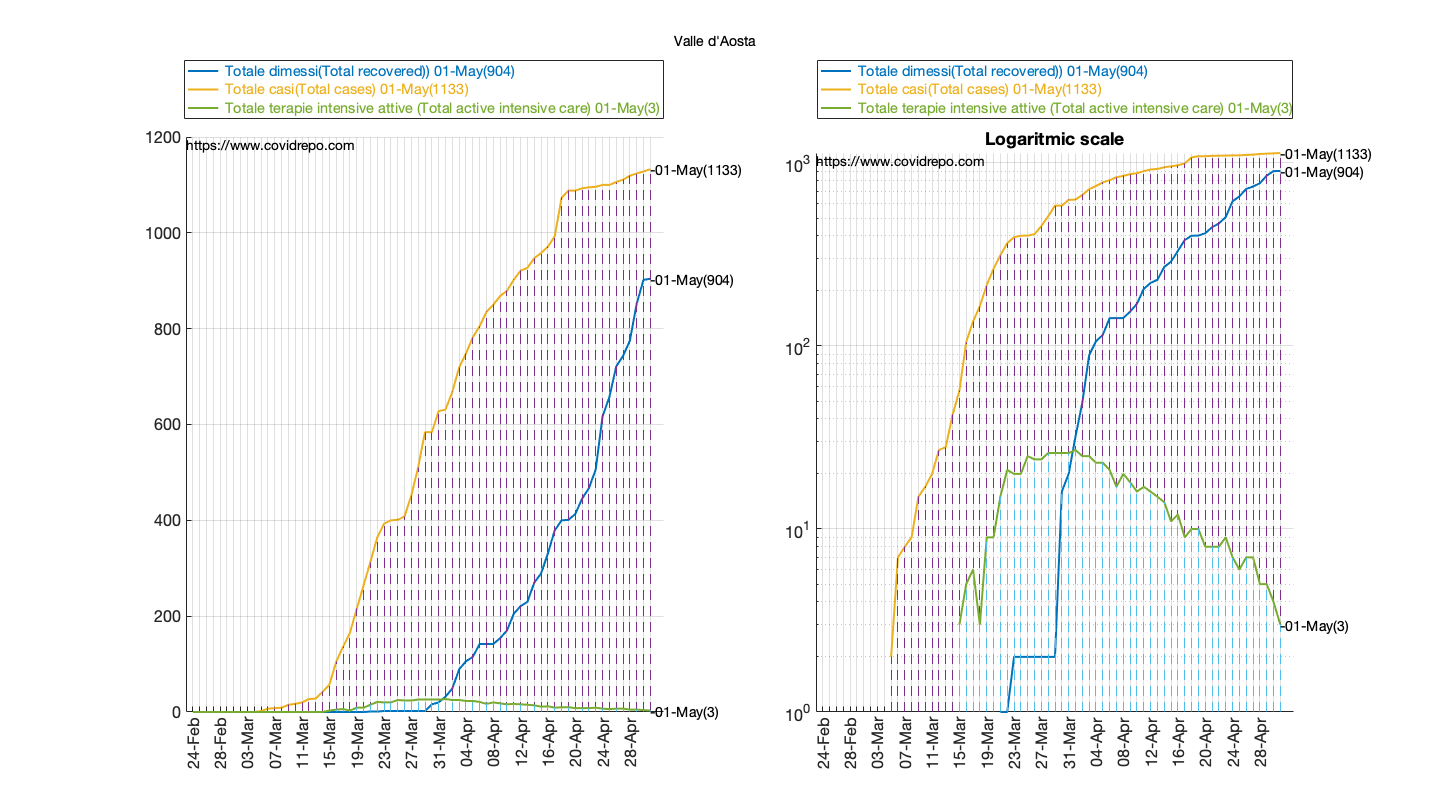 Valle d'Aosta
Totale dimessi(Total recovered)) 01-May(904)
Totale casi(Total cases) 01-May(1133)
Totale terapie intensive attive (Total active intensive care) 01-May(3)
1200
1000
800
600
400
200
0
https://www.covidrepo.com
01-May(1133)
01-May(904)
01-May(3)
24-Feb
28-Feb
03-Mar
07-Mar
11-Mar
15-Mar
19-Mar
23-Mar
27-Mar
31-Mar
04-Apr
08-Apr
12-Apr
16-Apr
20-Apr
24-Apr
28-Apr
Totale dimessi(Total recovered)) 01-May(904)
Totale casi(Total cases) 01-May(1133)
Totale terapie intensive attive (Total active intensive care) 01-May(3)
Logaritmic scale
10³
10²
10¹
10⁰
https://www.covidrepo.com
01-May(1133)
01-May(904)
01-May(3)
24-Feb
28-Feb
03-Mar
07-Mar
11-Mar
15-Mar
19-Mar
23-Mar
27-Mar
31-Mar
04-Apr
08-Apr
12-Apr
16-Apr
20-Apr
24-Apr
28-Apr